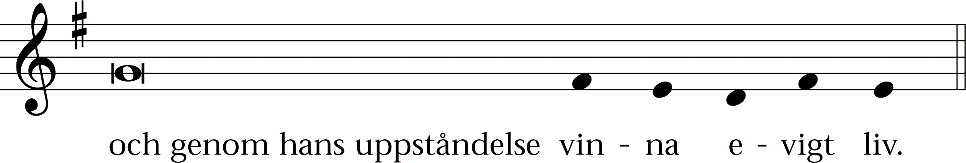 och genom hans uppståndelse vin - na e - vigt liv.